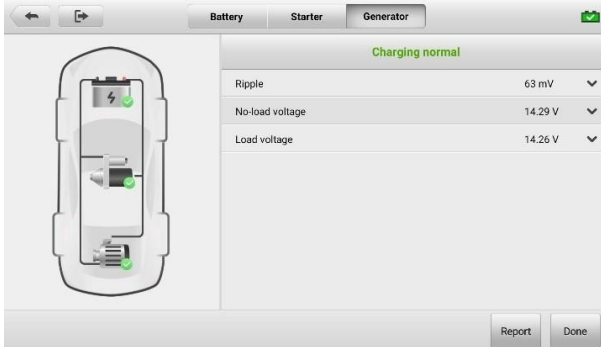 Battery Starter Generator
Charging normal
Ripple 63 mV
No-load voltage 14.29 V
Load voltage 14.26 V
Report Done